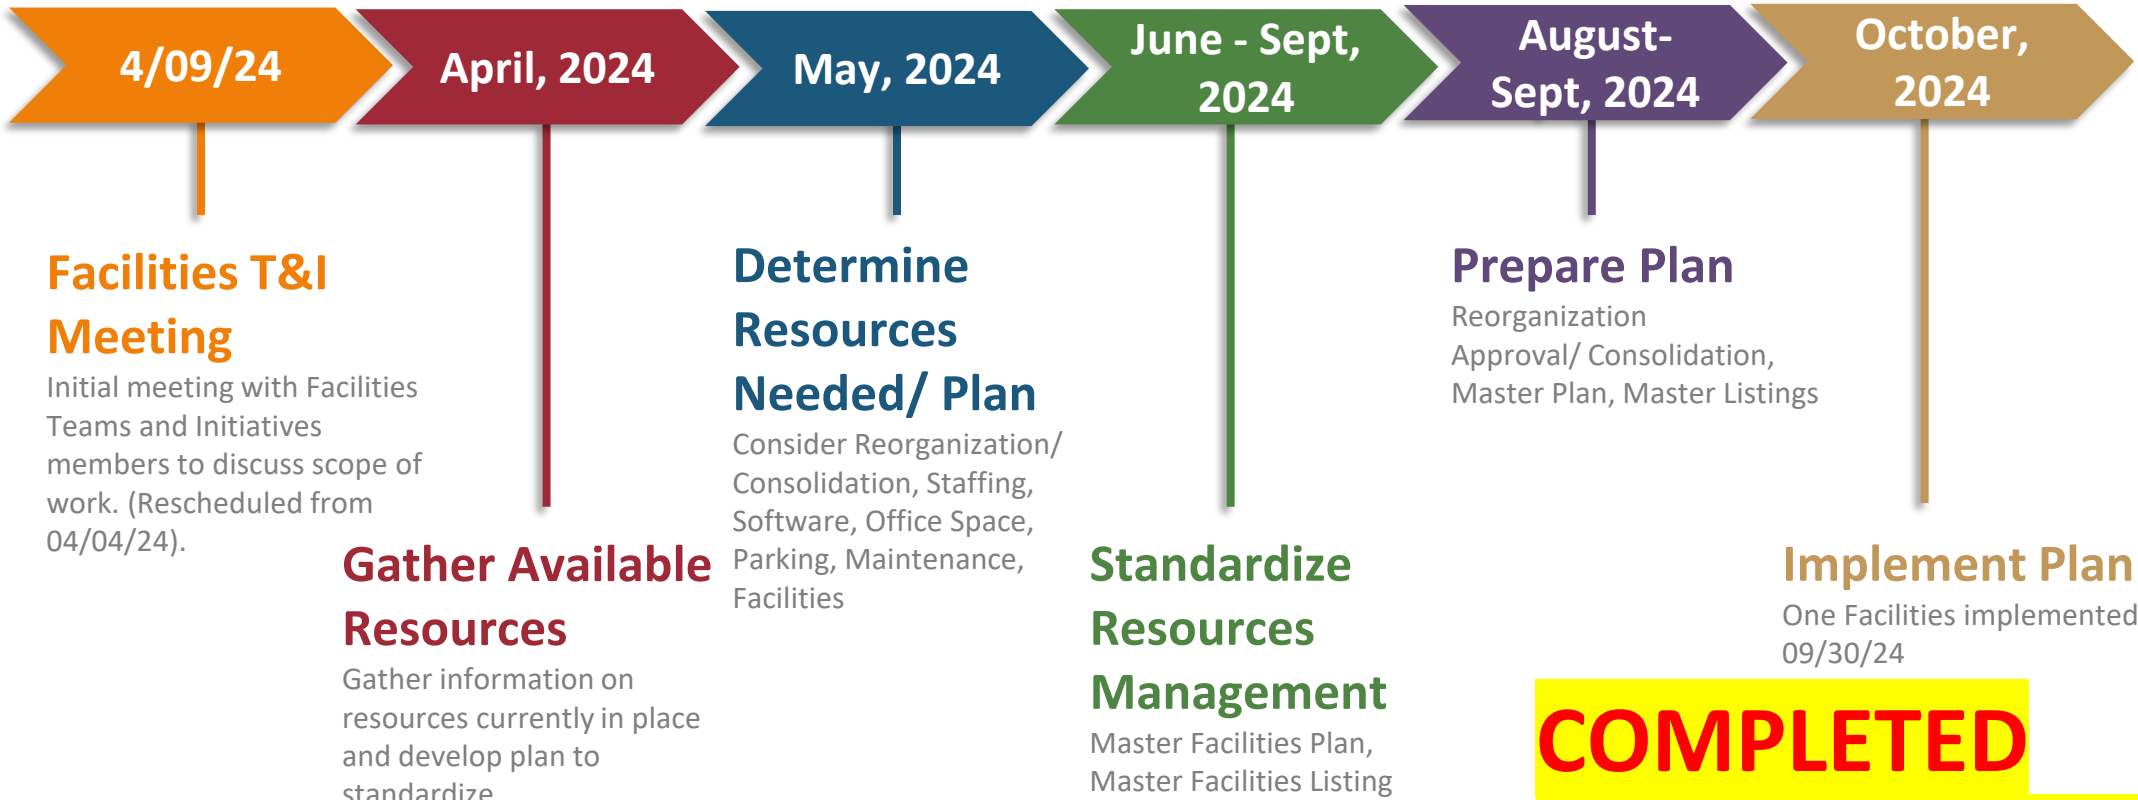 4/09/24
April, 2024
May, 2024
June - Sept,
2024
August-
Sept, 2024
October,
2024
Facilities T&I
Meeting
Initial meeting with Facilities
Teams and Initiatives
members to discuss scope of
work. (Rescheduled from
04/04/24).
Gather Available
Resources
Gather information on
resources currently in place
and develop plan to
standardize
Determine
Resources
Needed/ Plan
Consider Reorganization/
Consolidation, Staffing,
Software, Office Space,
Parking, Maintenance,
Facilities
Standardize
Resources
Management
Master Facilities Plan,
Master Facilities Listing
Prepare Plan
Reorganization
Approval/ Consolidation,
Master Plan, Master Listings
Implement Plan
One Facilities implemented
09/30/24
COMPLETED